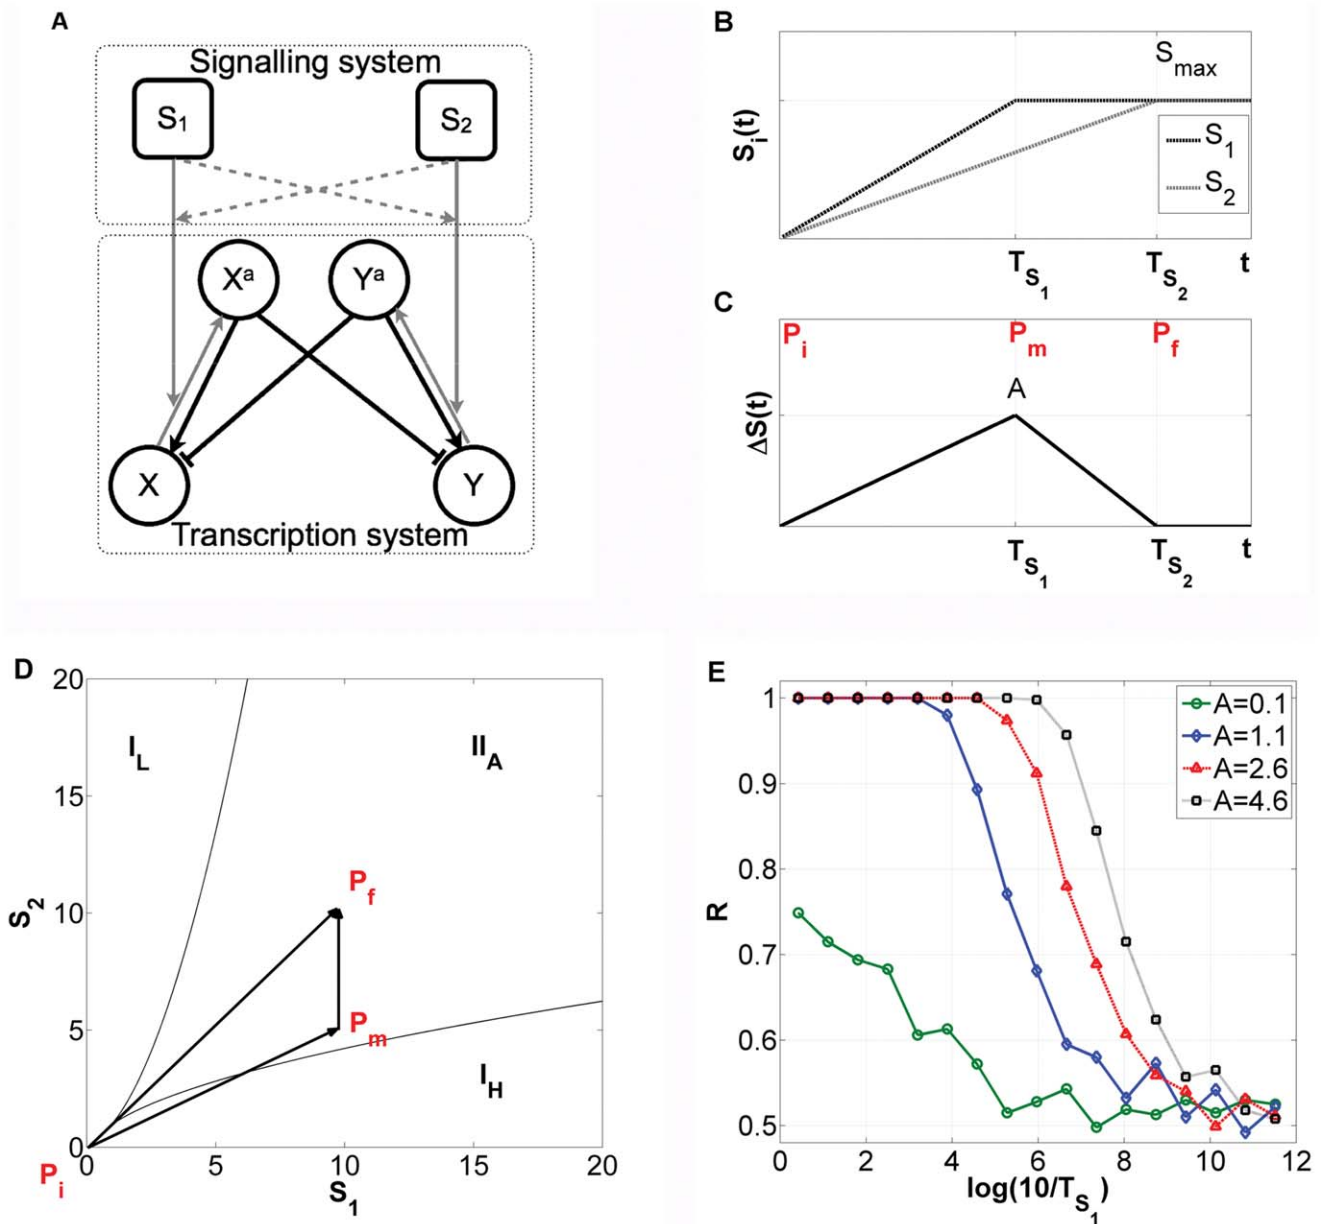 A
Signalling system
S1
S2
Xa
Ya
X
Y
Transcription system
B
Smax
Si(t)
S1
S2
TS1
TS2
t
C
Pi
Pm
Pf
A
ΔS(t)
TS1
TS2
t
D
20
15
10
5
0
S2
IL
IIA
Pf
Pm
IH
Pi
0
5
10
15
20
S1
E
1
0.9
0.8
0.7
0.6
0.5
R
A=0.1
A=1.1
A=2.6
A=4.6
0
2
4
6
8
10
12
log(10/TS1)